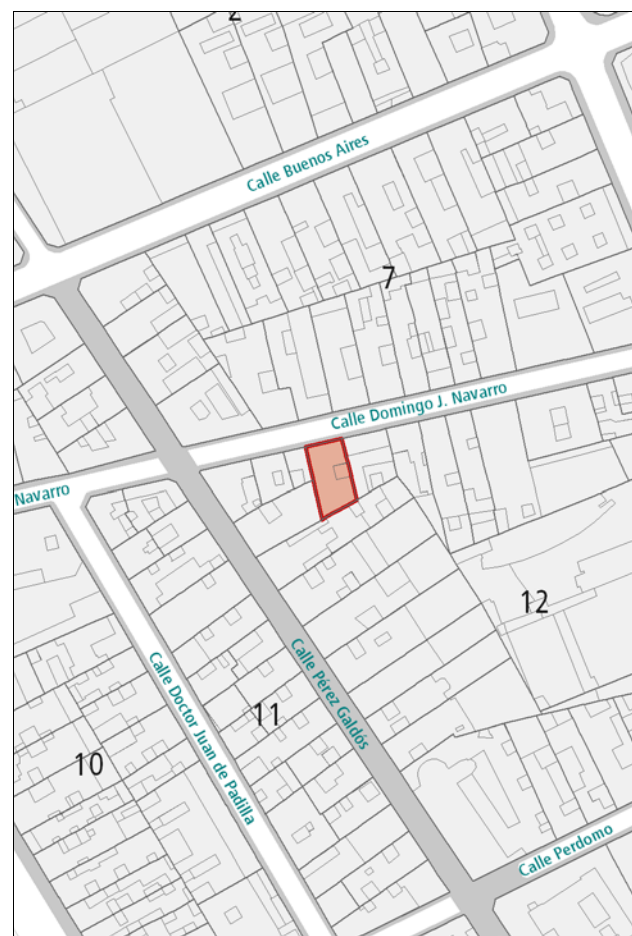 2
Calle Buenos Aires
7
Calle Domingo J. Navarro
Navarro
12
Calle Pérez Galdós
11
Calle Doctor Juan de Padilla
10
Calle Perdomo